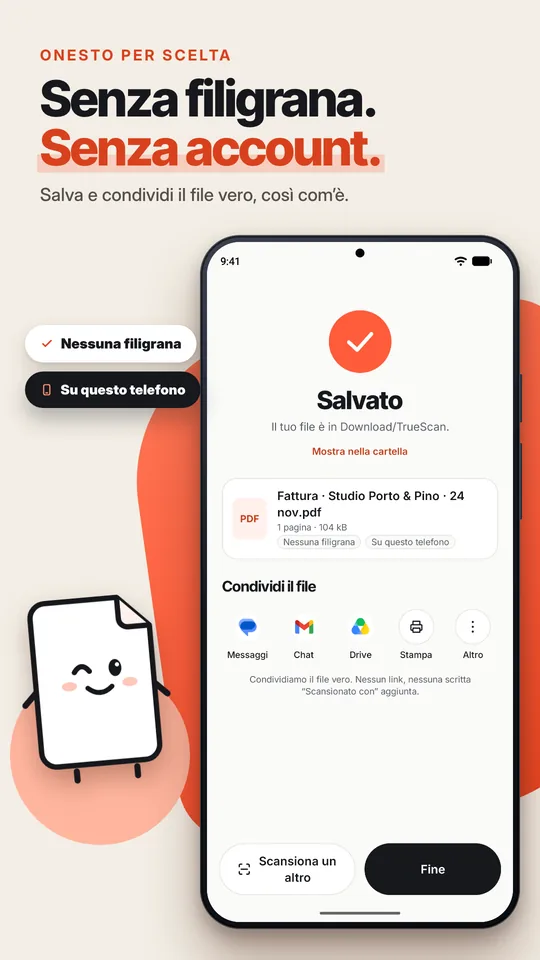 ONESTO PER SCELTA
Senza filigrana.
Senza account.
Salva e condividi il file vero, così com’è.
9:41
Nessuna filigrana
Su questo telefono
Salvato
Il tuo file è in Download/TrueScan.
Mostra nella cartella
PDF
Fattura · Studio Porto & Pino · 24
nov.pdf
1 pagina · 104 kB
Nessuna filigrana
Su questo telefono
Condividi il file
Messaggi
Chat
Drive
Stampa
Altro
Condividiamo il file vero. Nessun link, nessuna scritta
“Scansionato con” aggiunta.
Scansiona un
altro
Fine